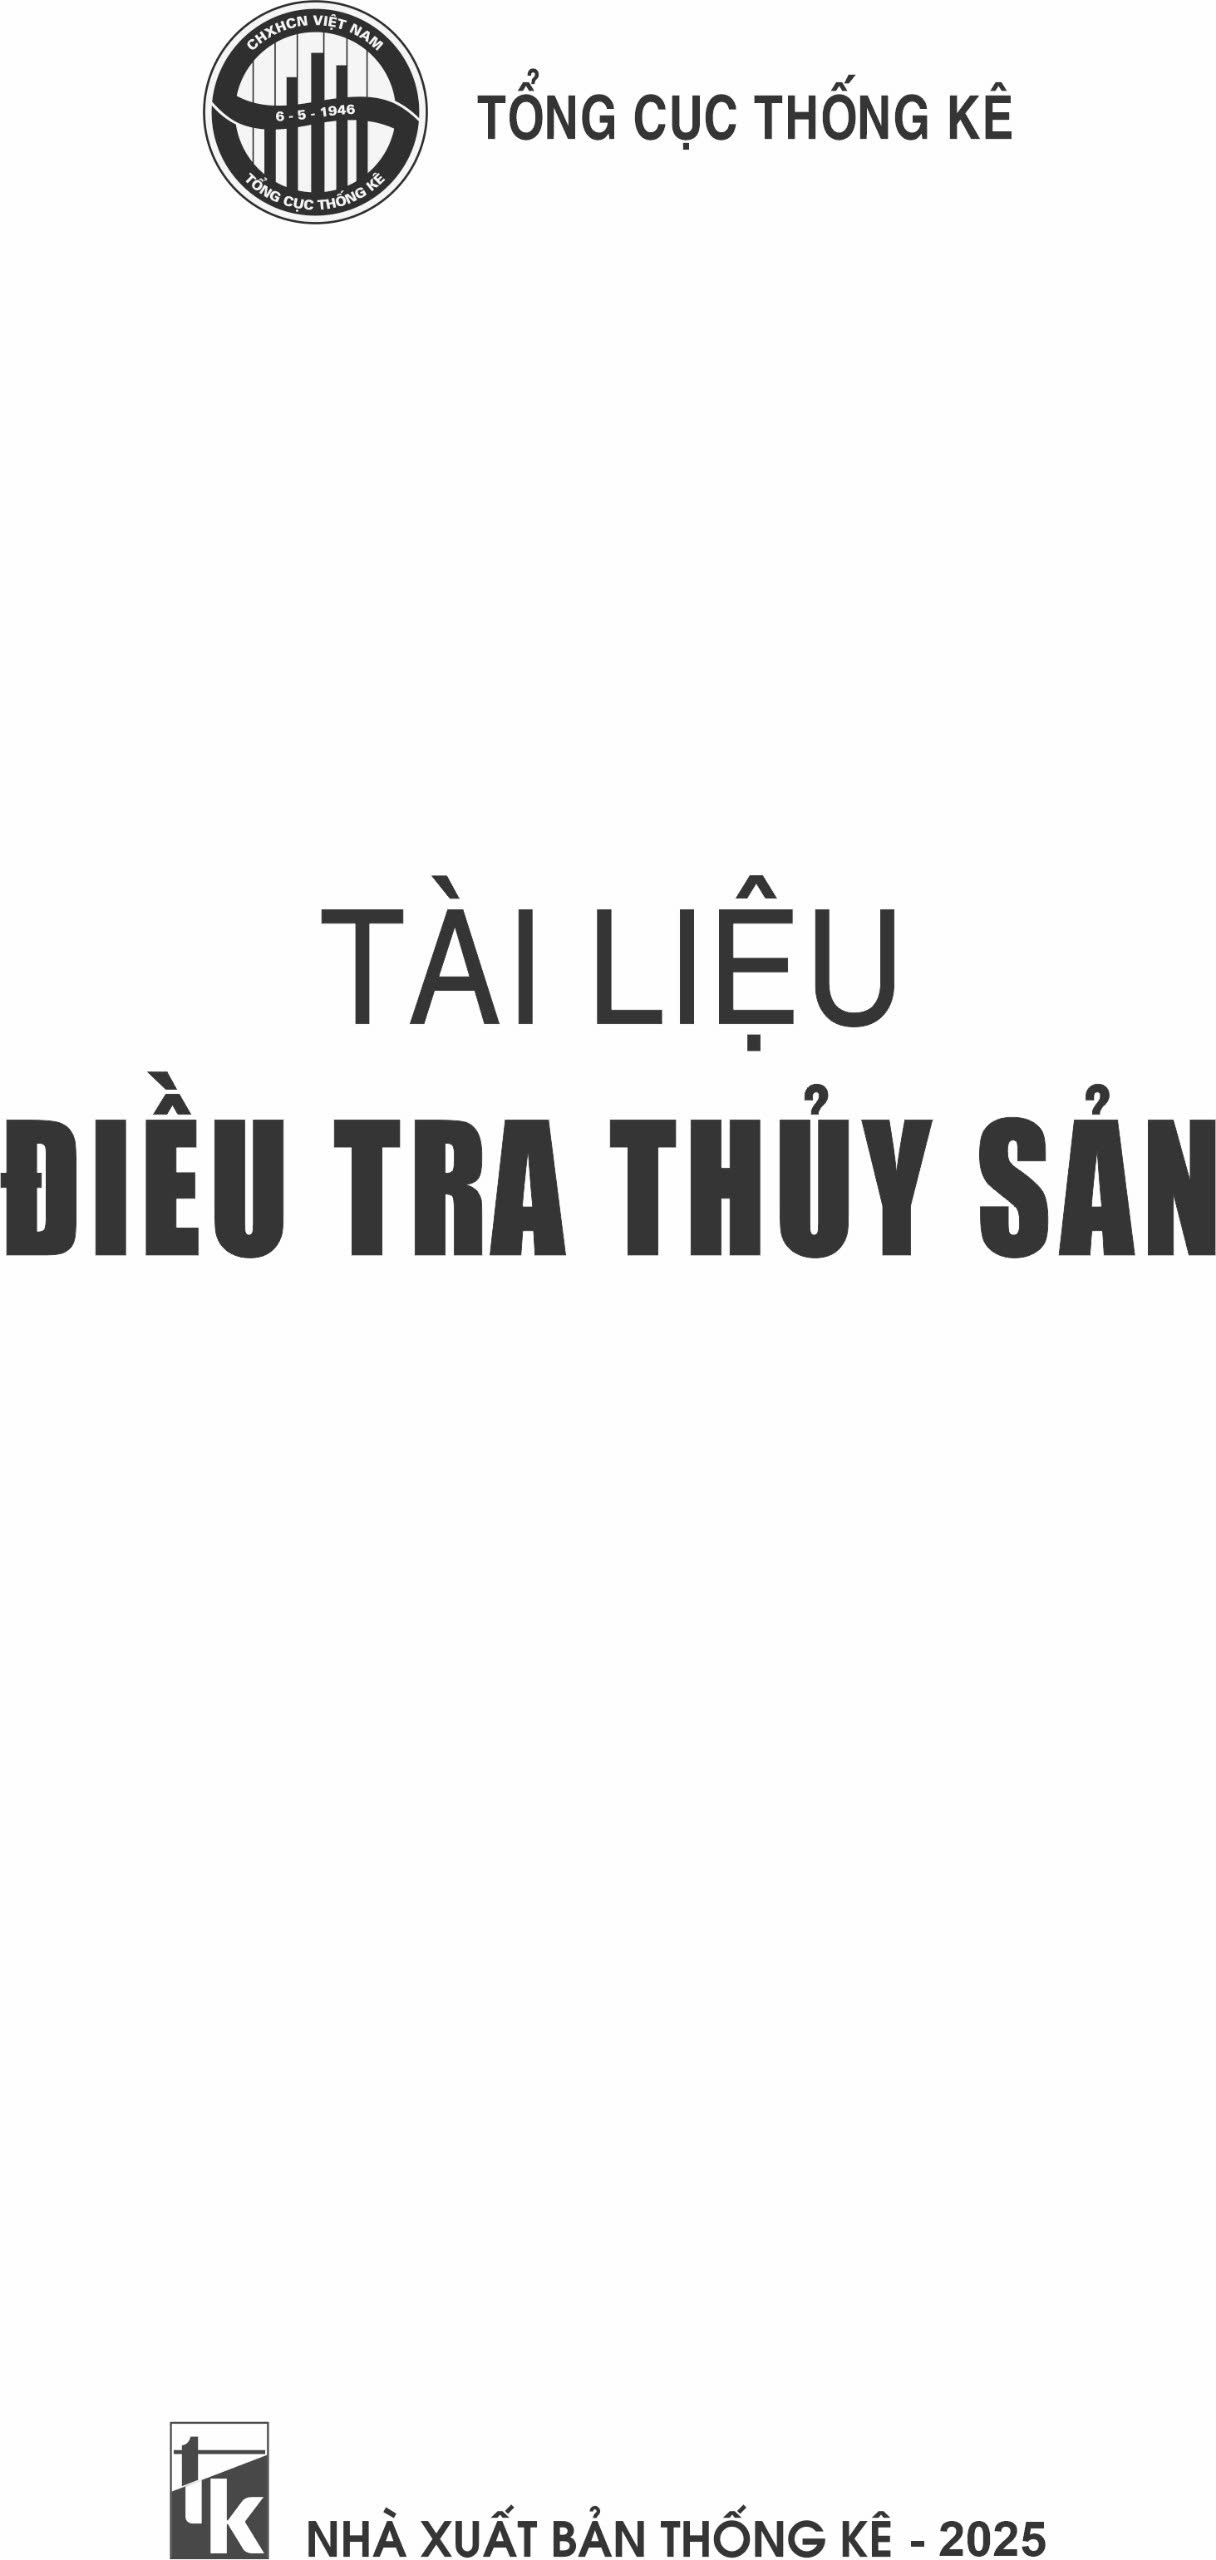 CHXHCN VIỆT NAM
6 - 5 - 1946
TỔNG CỤC THỐNG KÊ
TỔNG CỤC THỐNG KÊ
TÀI LIỆU
ĐIỀU TRA THỦY SẢN
tk
NHÀ XUẤT BẢN THỐNG KÊ - 2025